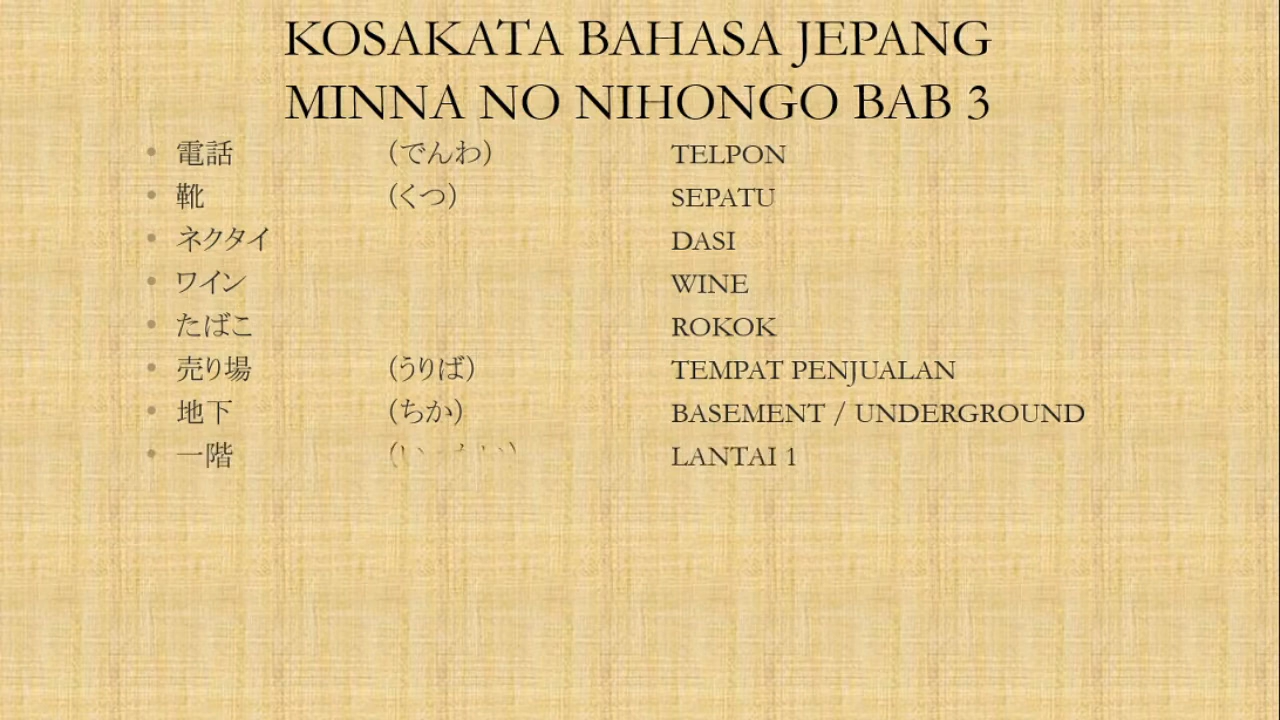 KOSAKATA BAHASA JEPANG
MINNA NO NIHONGO BAB 3
• 電話 (でんわ) TELPON
• 靴 (くつ) SEPATU
• ネクタイ DASI
• ワイン WINE
• たばこ ROKOK
• 売り場 (うりば) TEMPAT PENJUALAN
• 地下 (ちか) BASEMENT / UNDERGROUND
• 一階 LANTAI 1